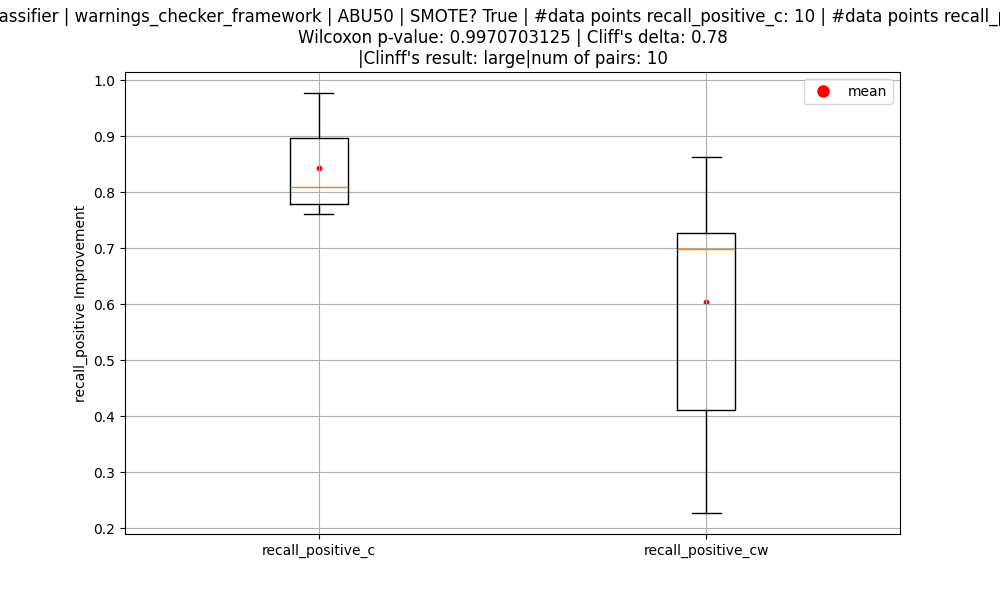 | warnings_checker_framework | ABU50 | SMOTE? True | #data points recall_positive_c: 10 | #data points
Wilcoxon p-value: 0.9970703125 | Cliff's delta: 0.78
|Clinff's result: large|num of pairs: 10
mean
1.0
0.9
0.8
0.7
0.6
0.5
0.4
0.3
0.2
recall_positive Improvement
recall_positive_c recall_positive_cw